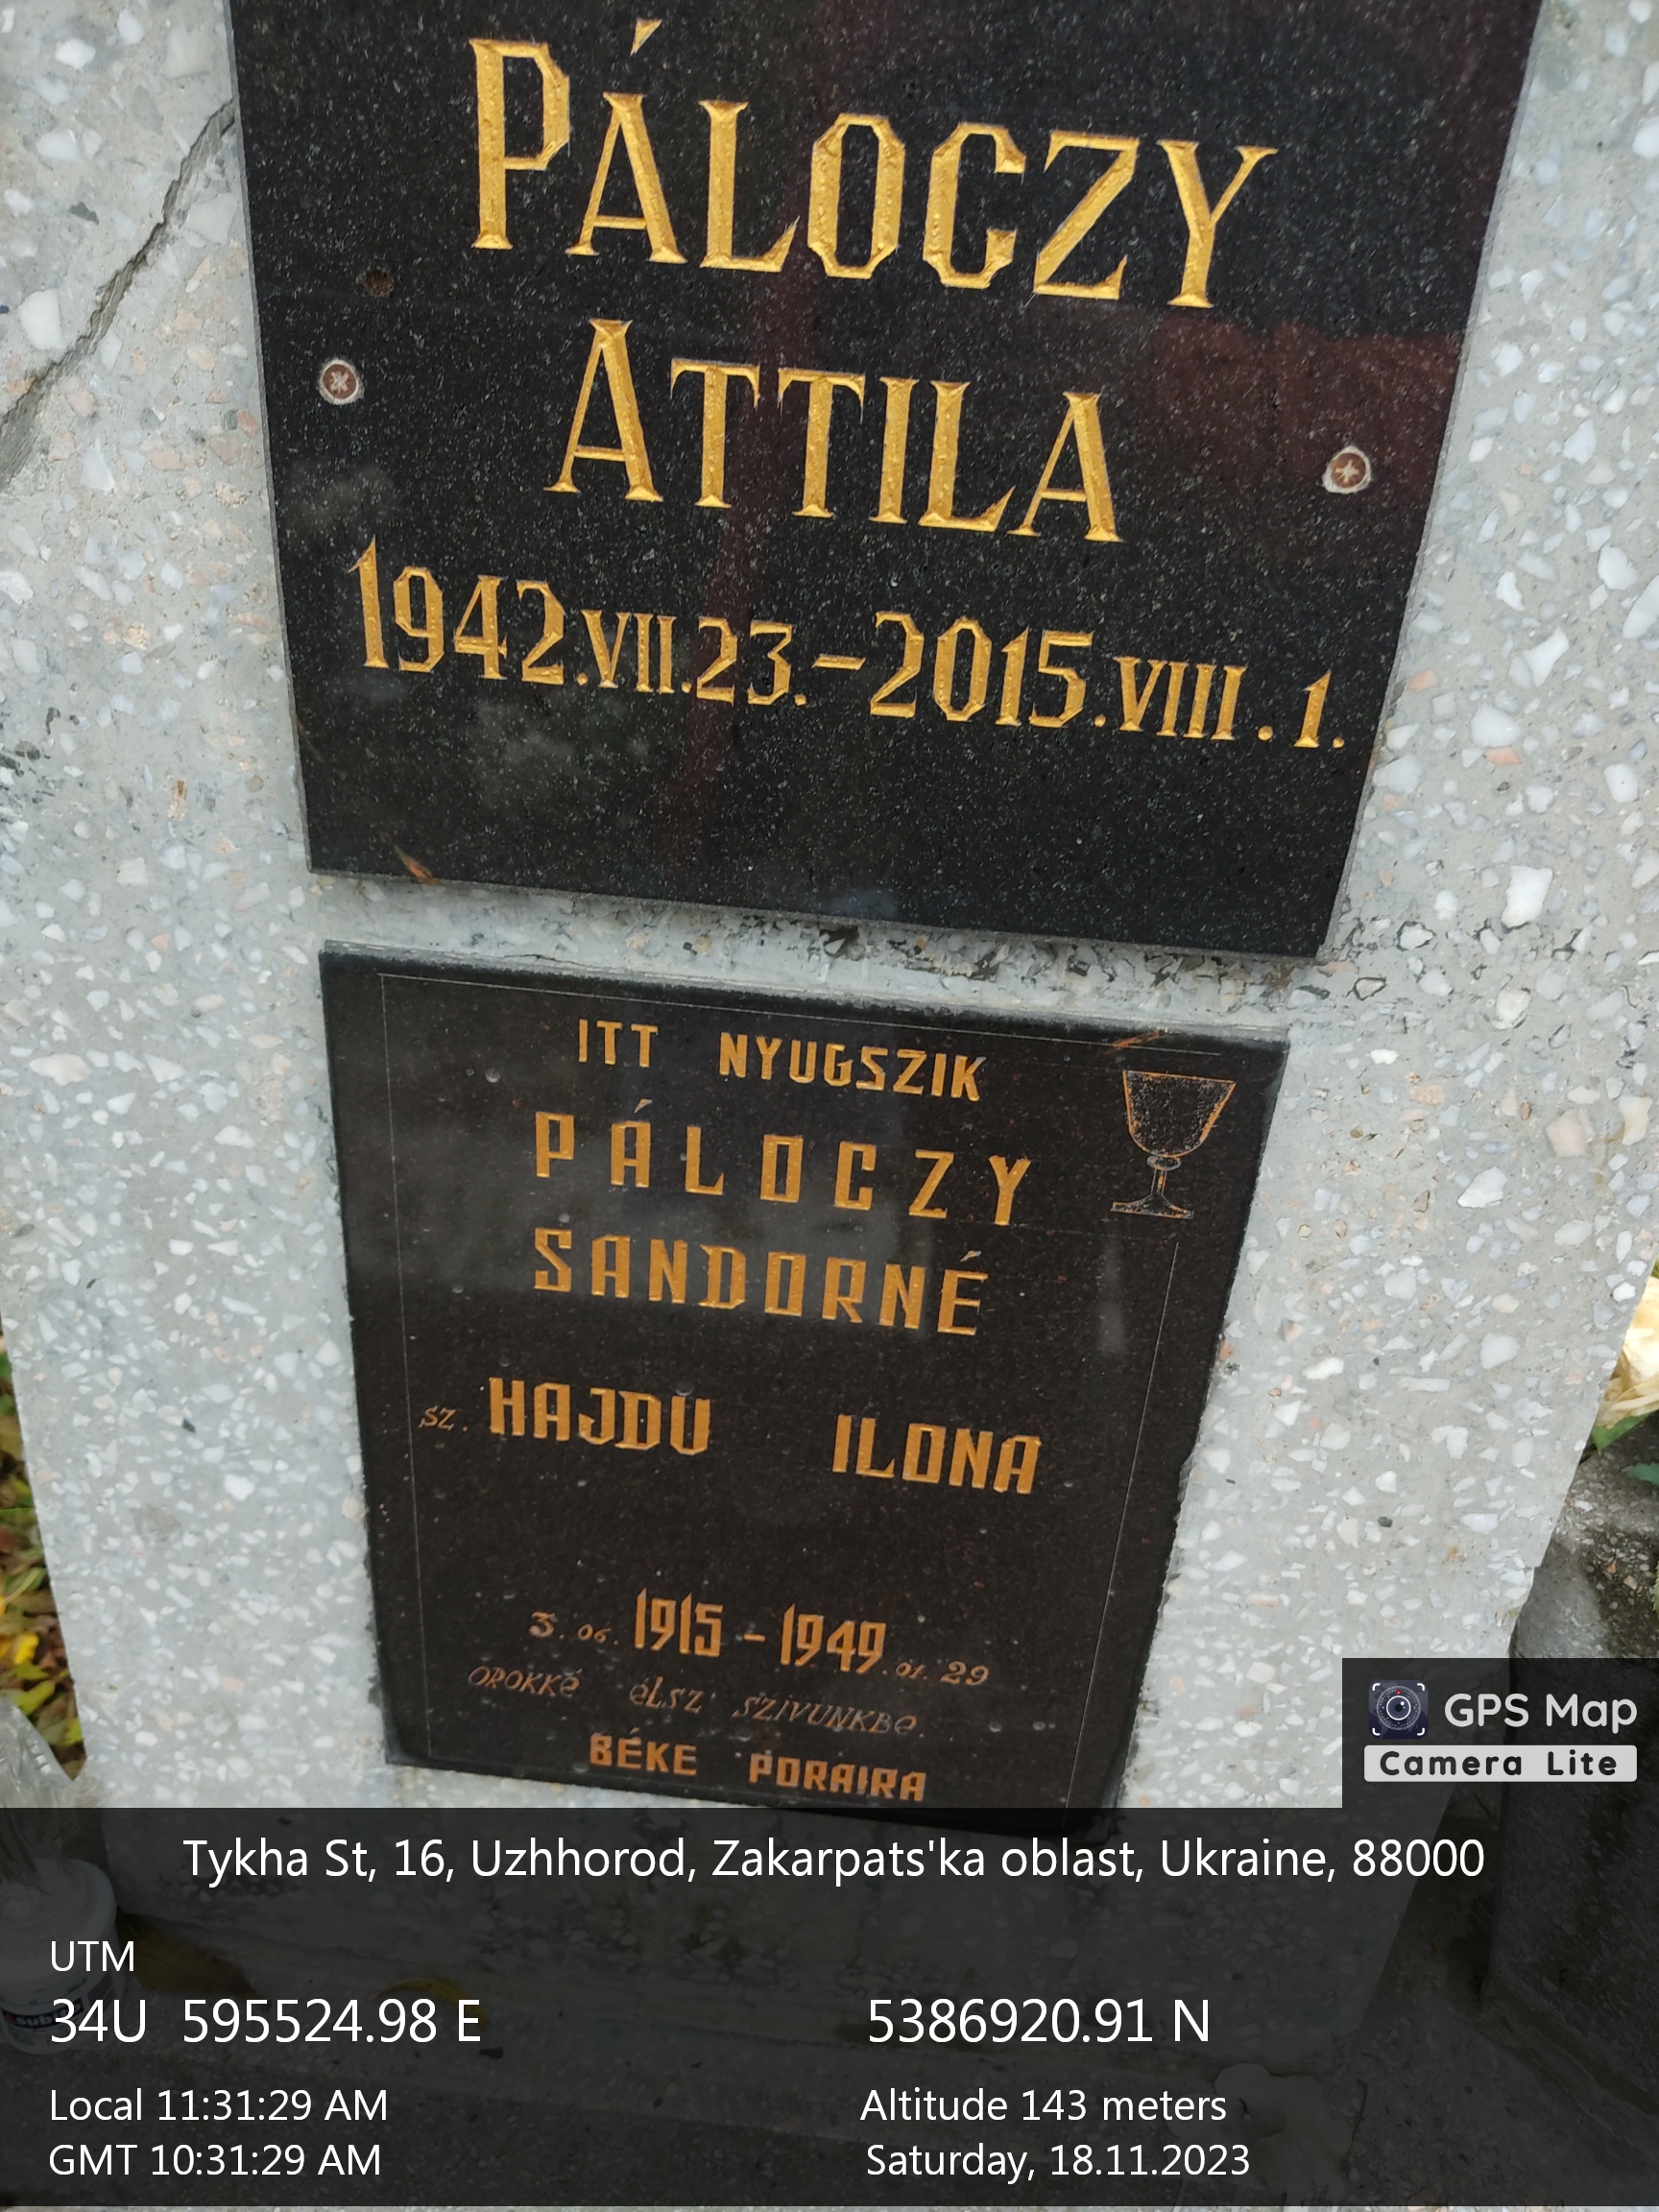 PÁLOCZY
ATTILA
1942.VII.23.-2015.VIII.1.
ITT NYUGSZIK
PÁLOCZY
SANDORNÉ
sz. HAJDU ILONA
3.06.1915-1949.01.29
OROKKÉ éLSZ SZIVUNKBe.
BÉKE PORAIRA
GPS Map
Camera Lite
Tykha St, 16, Uzhhorod, Zakarpats'ka oblast, Ukraine, 88000
UTM
34U 595524.98 E 5386920.91 N
Local 11:31:29 AM Altitude 143 meters
GMT 10:31:29 AM Saturday, 18.11.2023